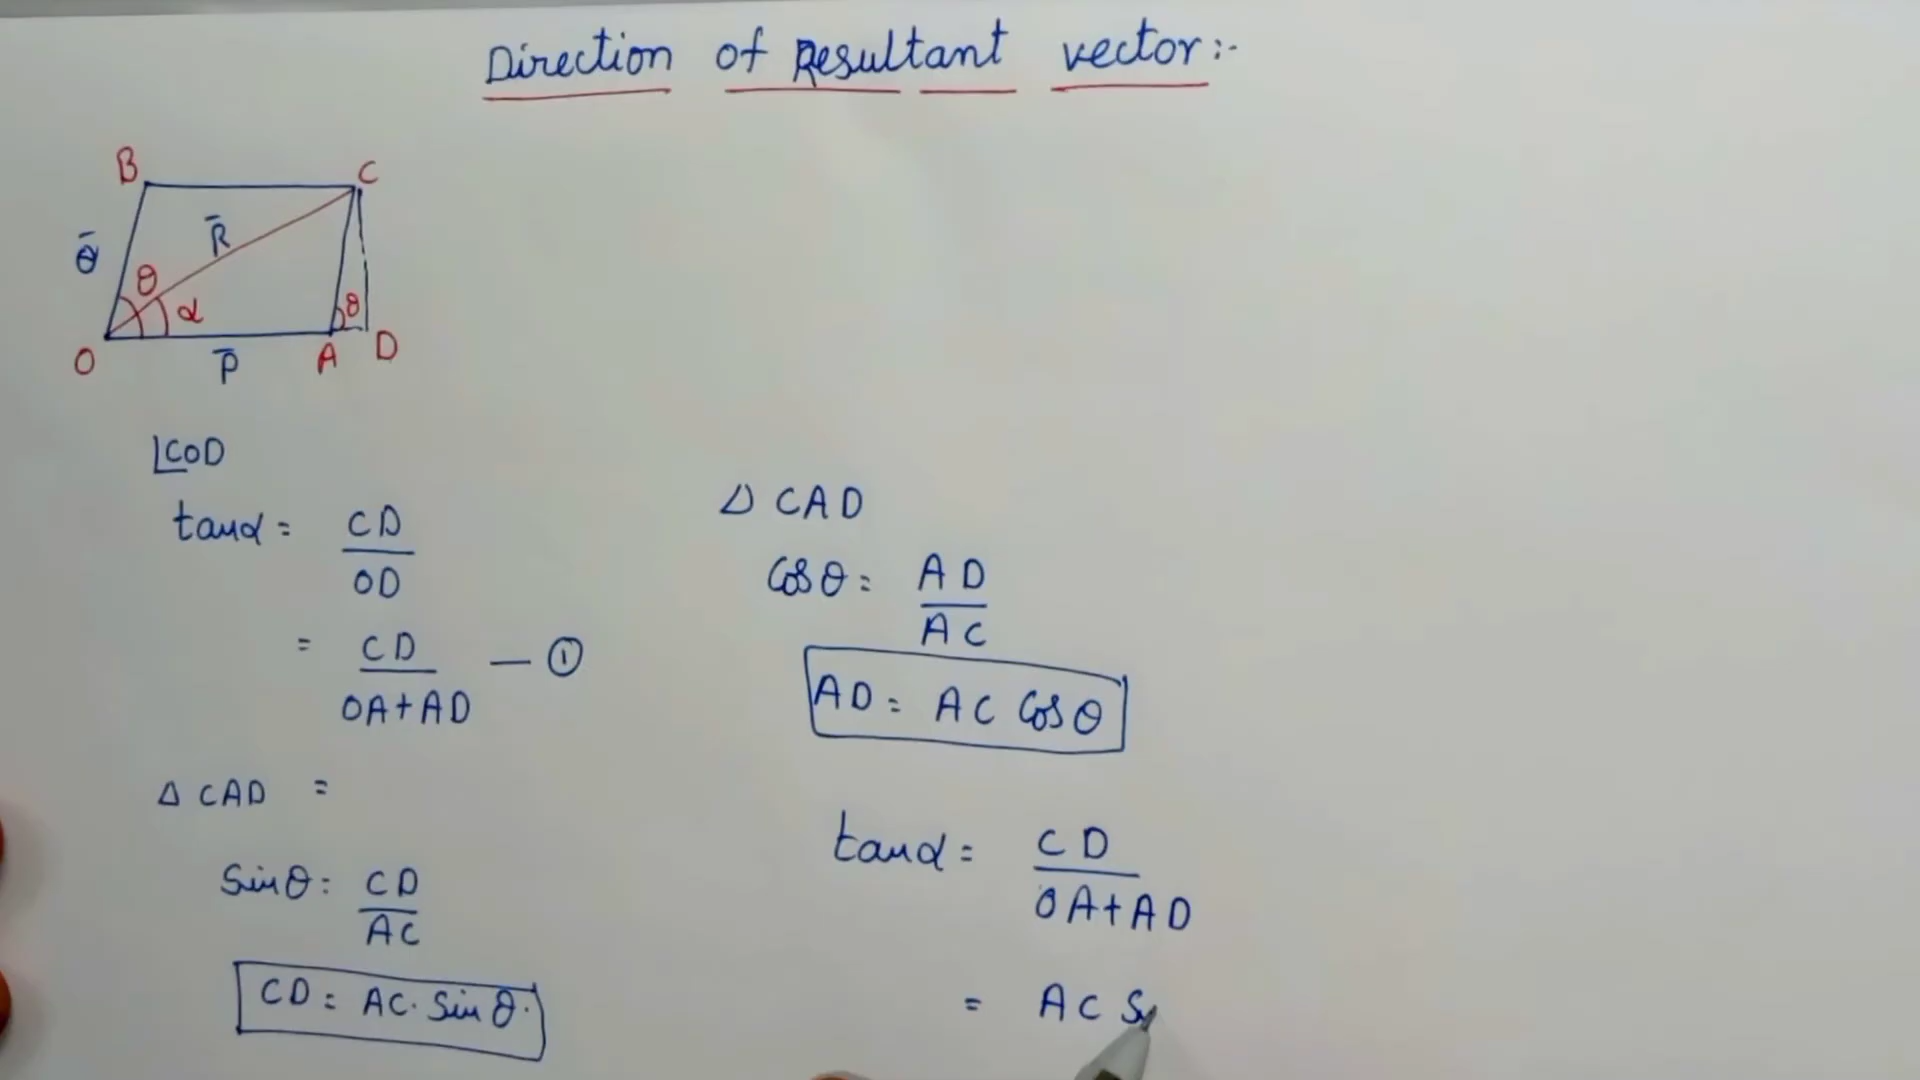 Direction of Resultant vector:-
B
C
Q̄
R̄
θ
α
θ
O
P̄
A
D
∠COD
tanα = CD
OD
= CD — ①
OA+AD
Δ CAD =
Sinθ = CD
AC
CD = AC. Sin θ.
Δ CAD
Cosθ = AD
AC
AD = AC Cosθ
tanα = CD
OA+AD
= AC S